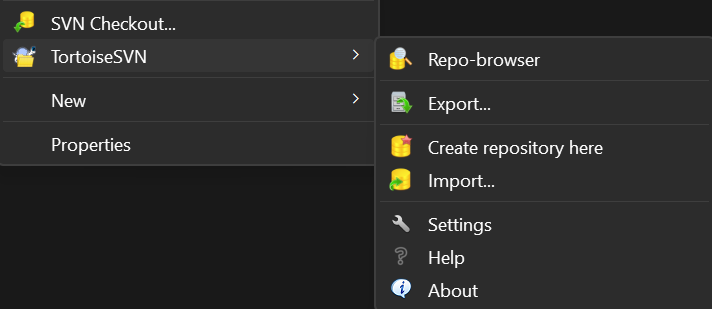 SVN Checkout...
TortoiseSVN
New
Properties
Repo-browser
Export...
Create repository here
Import...
Settings
Help
About